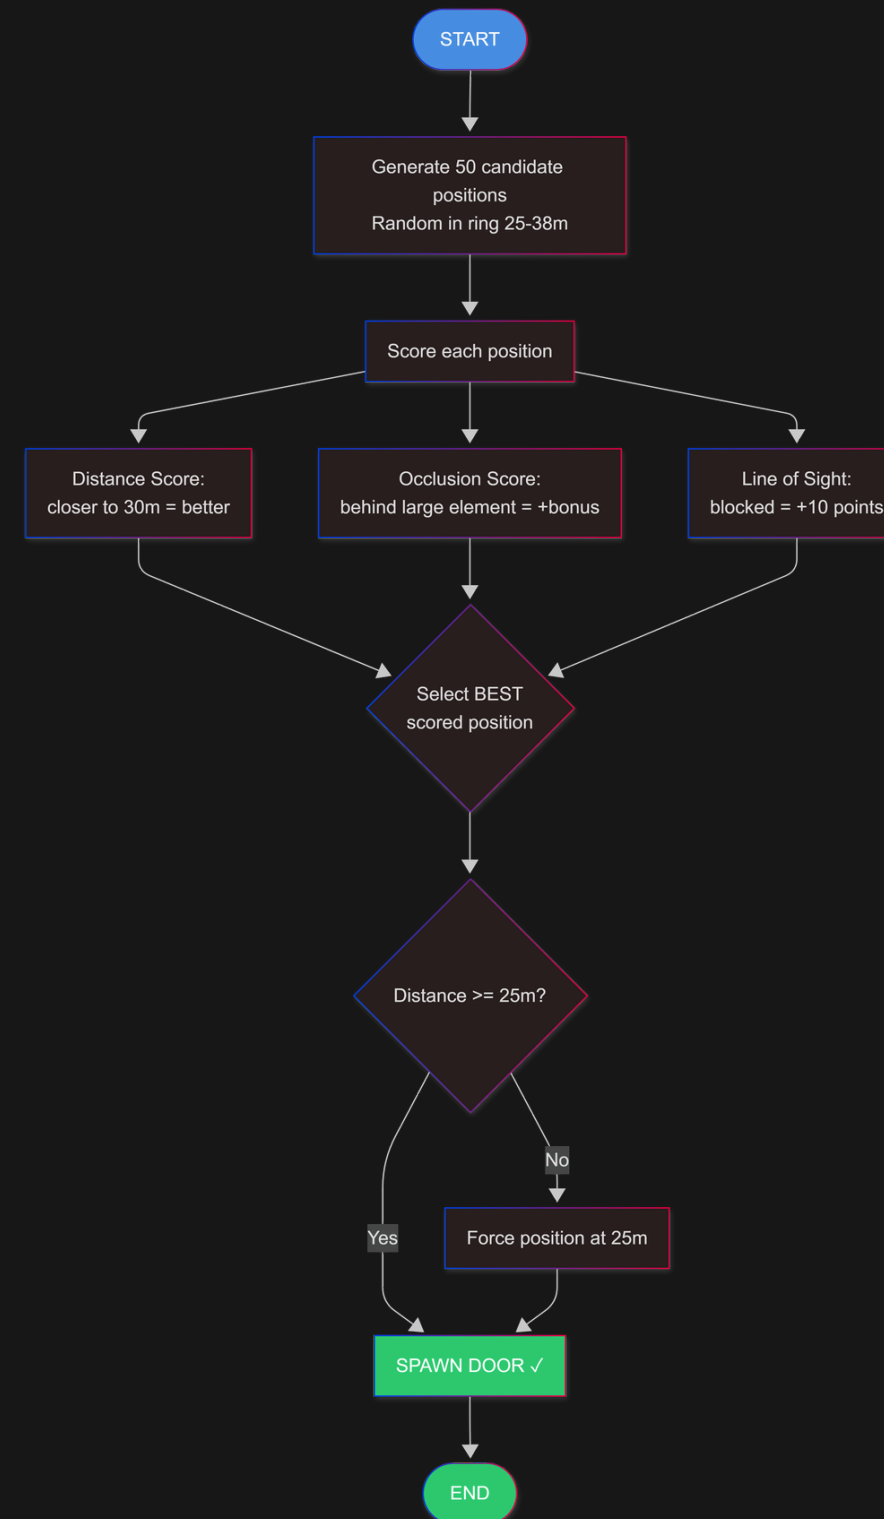 START
Generate 50 candidate
positions
Random in ring 25-38m
Score each position
Distance Score:
closer to 30m = better
Occlusion Score:
behind large element = +bonus
Line of Sight:
blocked = +10 points
Select BEST
scored position
Distance >= 25m?
No
Yes
Force position at 25m
SPAWN DOOR ✓
END